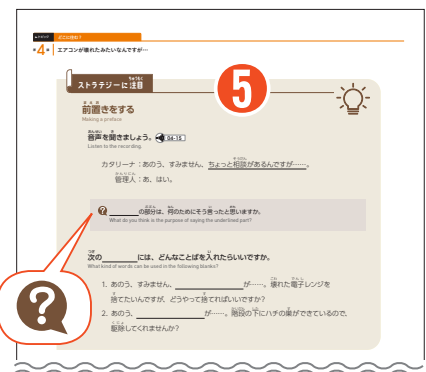 トピック どこに住む？
4 エアコンが壊れたみたいなんですが…
ストラテジーに注目
5
前置きをする
Making a preface
音声を聞きましょう。 04-15
Listen to the recording.
カタリーナ：あのう、すみません、ちょっと相談があるんですが……。
管理人：あ、はい。
? ＿＿＿の部分は、何のためにそう言ったと思いますか。
What do you think is the purpose of saying the underlined part?
次の＿＿＿には、どんなことばを入れたらいいですか。
What kind of words can be used in the following blanks?
1. あのう、すみません、＿＿＿が……。壊れた電子レンジを
捨てたいんですが、どうやって捨てればいいですか？
2. あのう、＿＿＿が……。階段の下にハチの巣ができているので、
駆除してくれませんか？
?